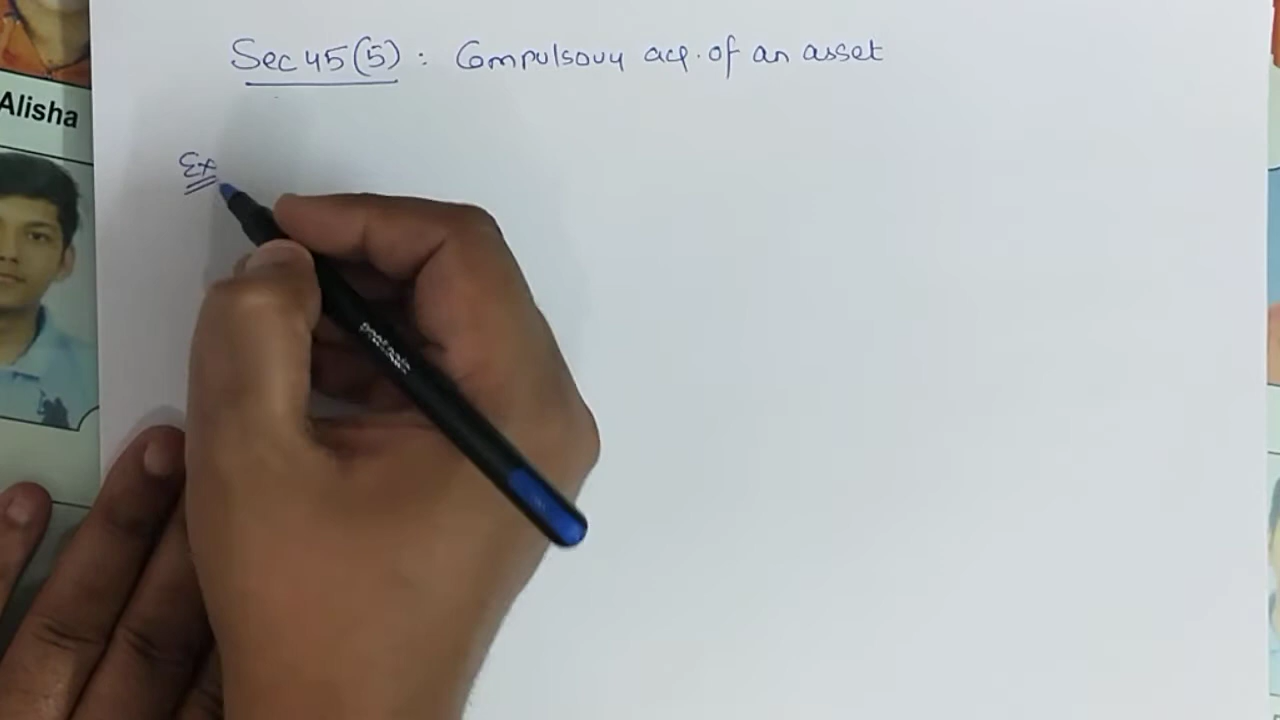 Sec 45(5) : Compulsory acq. of an asset
Alisha
Ex